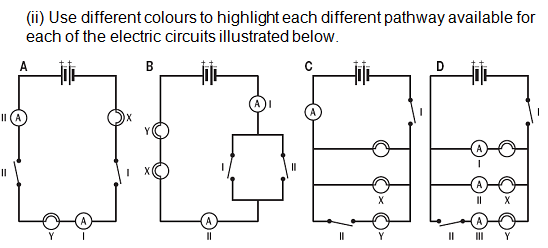 (ii) Use different colours to highlight each different pathway available for
each of the electric circuits illustrated below.
A B C D
+ + + + + + + +
II A X A I A I
Y A
I
II I X I II A
II X X
A A A A
Y I II II Y II III Y